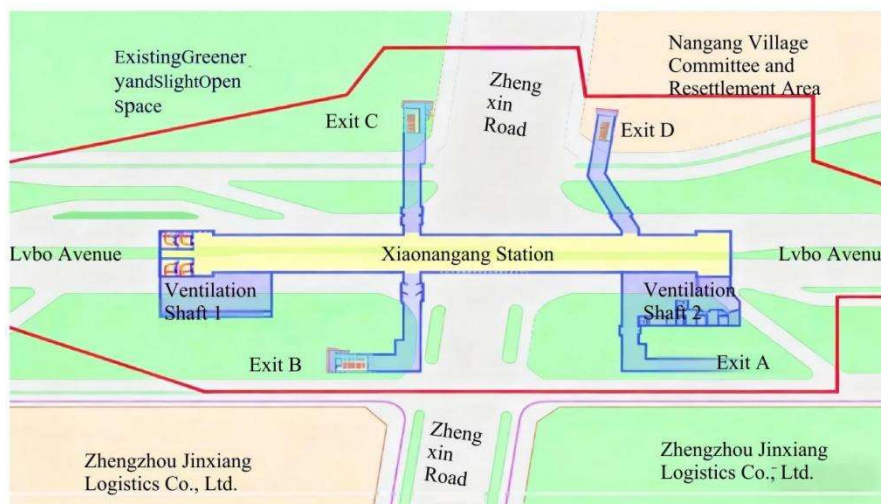 ExistingGreener
yandSlightOpen
Space
Nangang Village
Committee and
Resettlement Area
Zheng
xin
Road
Exit C
Exit D
Lvbo Avenue
Xiaonangang Station
Lvbo Avenu
Ventilation
Shaft 1
Ventilation
Shaft 2
Exit B
Exit A
Zheng
xin
Road
Zhengzhou Jinxiang
Logistics Co., Ltd.
Zhengzhou Jinxiang
Logistics Co., Ltd.